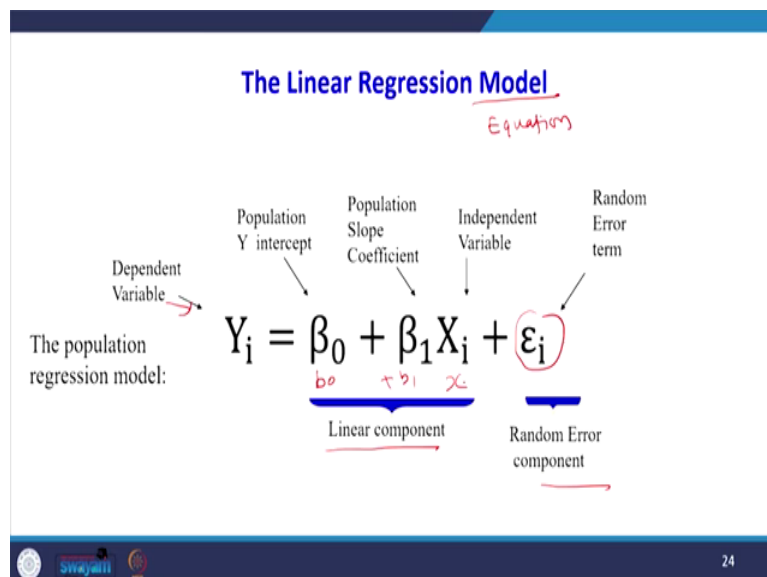 The Linear Regression Model
Equation
Population
Y intercept
Population
Slope
Coefficient
Independent
Variable
Random
Error
term
Dependent
Variable
The population
regression model:
Yᵢ = β₀ + β₁Xᵢ + εᵢ
b0 + b1 x
Linear component
Random Error
component
swayam
24